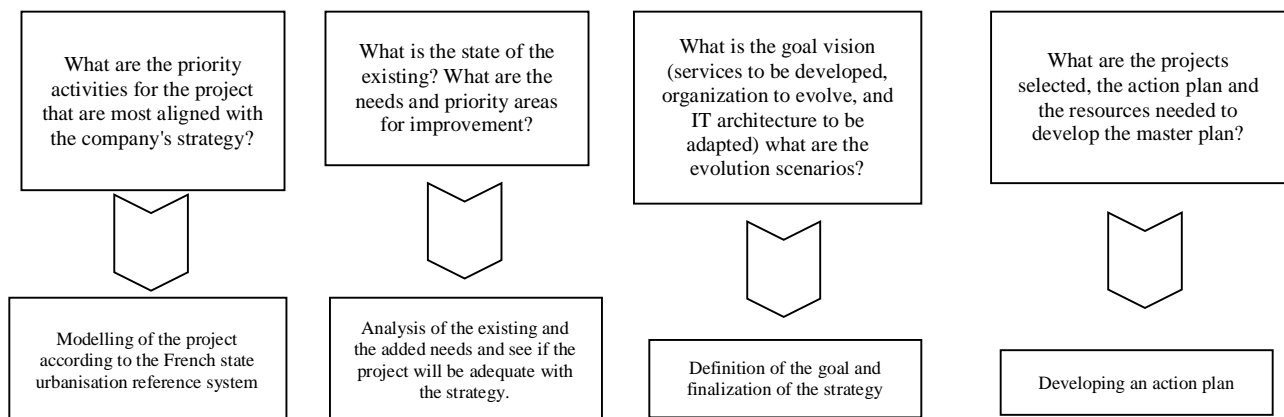 What are the priority
activities for the project
that are most aligned with
the company's strategy?
What is the state of the
existing? What are the
needs and priority areas
for improvement?
What is the goal vision
(services to be developed,
organization to evolve, and
IT architecture to be
adapted) what are the
evolution scenarios?
What are the projects
selected, the action plan and
the resources needed to
develop the master plan?
Modelling of the project
according to the French state
urbanisation reference system
Analysis of the existing and
the added needs and see if the
project will be adequate with
the strategy.
Definition of the goal and
finalization of the strategy
Developing an action plan